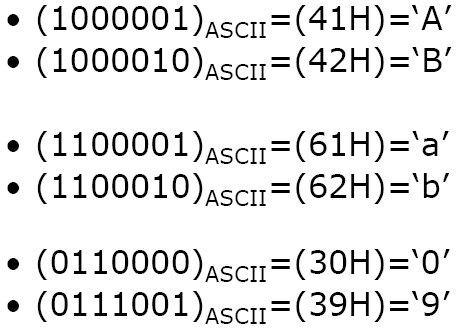 • (1000001)ASCII=(41H)=‘A’
• (1000010)ASCII=(42H)=‘B’
• (1100001)ASCII=(61H)=‘a’
• (1100010)ASCII=(62H)=‘b’
• (0110000)ASCII=(30H)=‘0’
• (0111001)ASCII=(39H)=‘9’